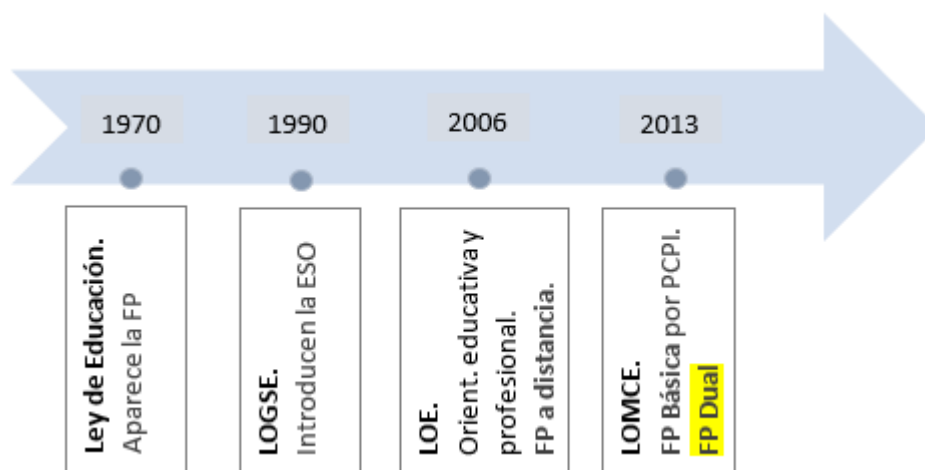 1970
1990
2006
2013
Ley de Educación.
Aparece la FP
LOGSE.
Introducen la ESO
LOE.
Orient. educativa y
profesional.
FP a distancia.
LOMCE.
FP Básica por PCPI.
FP Dual